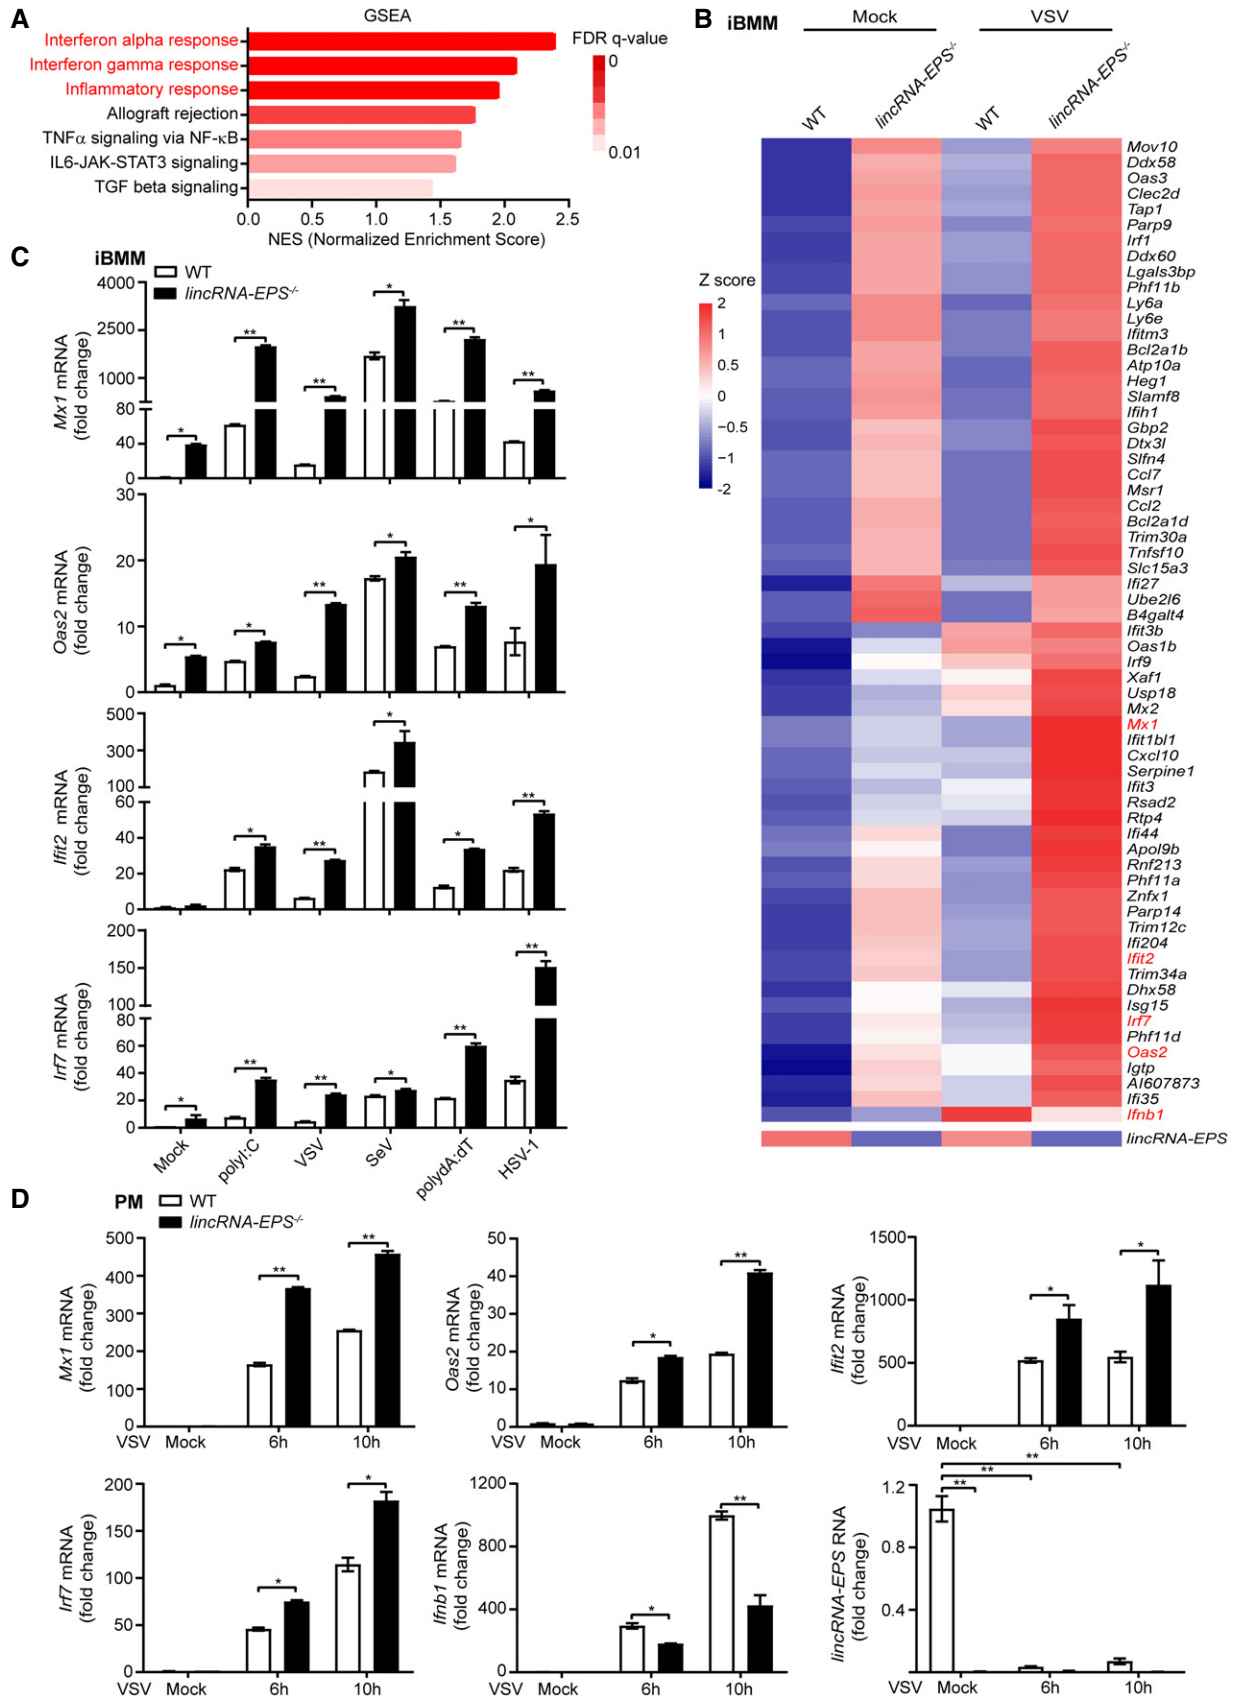 A
GSEA
Interferon alpha response
Interferon gamma response
Inflammatory response
Allograft rejection
TNFα signaling via NF-κB
IL6-JAK-STAT3 signaling
TGF beta signaling
0.0 0.5 1.0 1.5 2.0 2.5
NES (Normalized Enrichment Score)
FDR q-value
0
0.01
B iBMM
Mock VSV
WT lincRNA-EPS-/- WT lincRNA-EPS-/-
Z score
2
1
0.5
0
−0.5
−1
-2
Mov10
Ddx58
Oas3
Clec2d
Tap1
Parp9
Irf1
Ddx60
Lgals3bp
Phf11b
Ly6a
Ly6e
Ifitm3
Bcl2a1b
Atp10a
Heg1
Slamf8
Ifih1
Gbp2
Dtx3l
Slfn4
Ccl7
Msr1
Ccl2
Bcl2a1d
Trim30a
Tnfsf10
Slc15a3
Ifi27
Ube2l6
B4galt4
Ifit3b
Oas1b
Irf9
Xaf1
Usp18
Mx2
Mx1
Ifit1bl1
Cxcl10
Serpine1
Ifit3
Rsad2
Rtp4
Ifi44
Apol9b
Rnf213
Phf11a
Znfx1
Parp14
Trim12c
Ifi204
Ifit2
Trim34a
Dhx58
Isg15
Irf7
Phf11d
Oas2
Igtp
AI607873
Ifi35
Ifnb1
lincRNA-EPS
C
iBMM
WT
lincRNA-EPS-/-
Mx1 mRNA
(fold change)
4000
2500
1000
80
40
0
* ** ** * ** **
Oas2 mRNA
(fold change)
30
20
10
0
* * ** * ** *
Ifit2 mRNA
(fold change)
500
300
100
60
40
20
0
* ** * * **
Irf7 mRNA
(fold change)
200
150
100
80
60
40
20
0
* ** ** * ** **
Mock polyI:C VSV SeV polydA:dT HSV-1
D
PM
WT
lincRNA-EPS-/-
Mx1 mRNA
(fold change)
500
400
300
200
100
0
** **
VSV Mock 6h 10h
Oas2 mRNA
(fold change)
50
40
30
20
10
0
* **
VSV Mock 6h 10h
Ifit2 mRNA
(fold change)
1500
1000
500
0
* *
VSV Mock 6h 10h
Irf7 mRNA
(fold change)
200
150
100
50
0
* *
VSV Mock 6h 10h
Ifnb1 mRNA
(fold change)
1200
800
400
0
* **
VSV Mock 6h 10h
lincRNA-EPS RNA
(fold change)
1.2
0.8
0.4
** ** **
VSV Mock 6h 10h